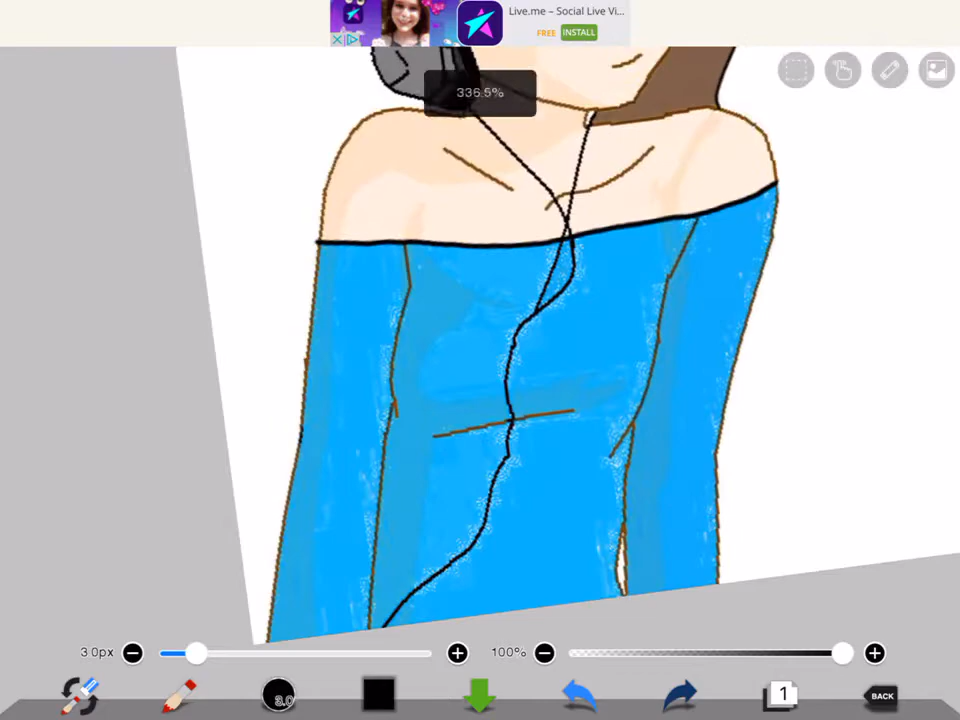 Live.me – Social Live Vi...
FREE INSTALL
336.5%
3.0px
100%
3.0
1
BACK